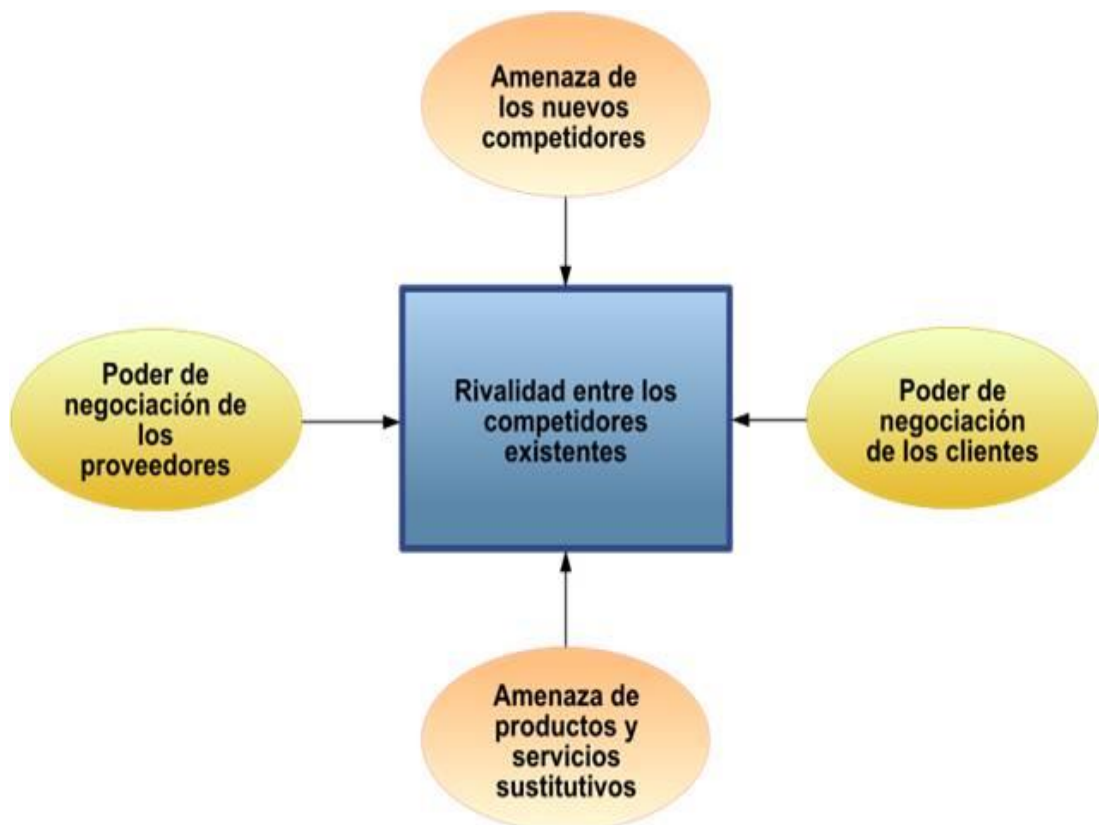 Amenaza de
los nuevos
competidores
Poder de
negociación de
los
proveedores
Rivalidad entre los
competidores
existentes
Poder de
negociación
de los clientes
Amenaza de
productos y
servicios
sustitutivos